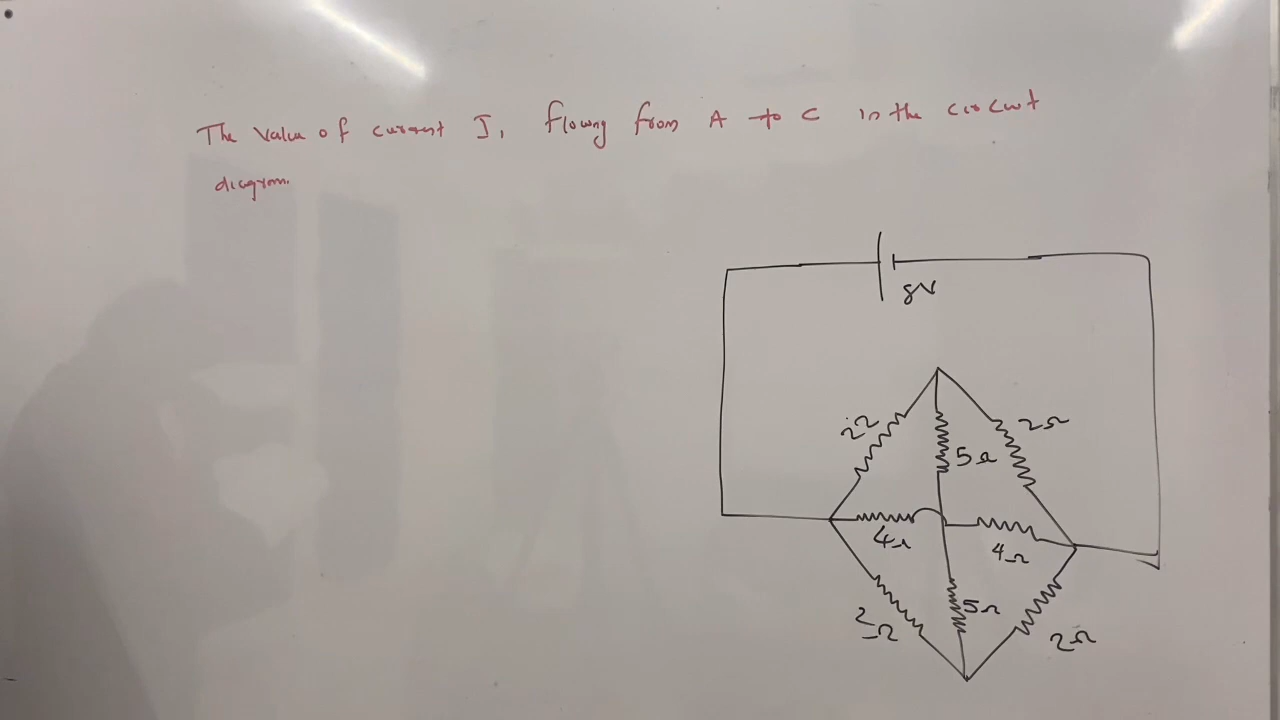 The value of current I, flowing from A to C in the circuit
diagram.
8V
2Ω
2Ω
5Ω
4Ω
4Ω
2Ω
5Ω
2Ω